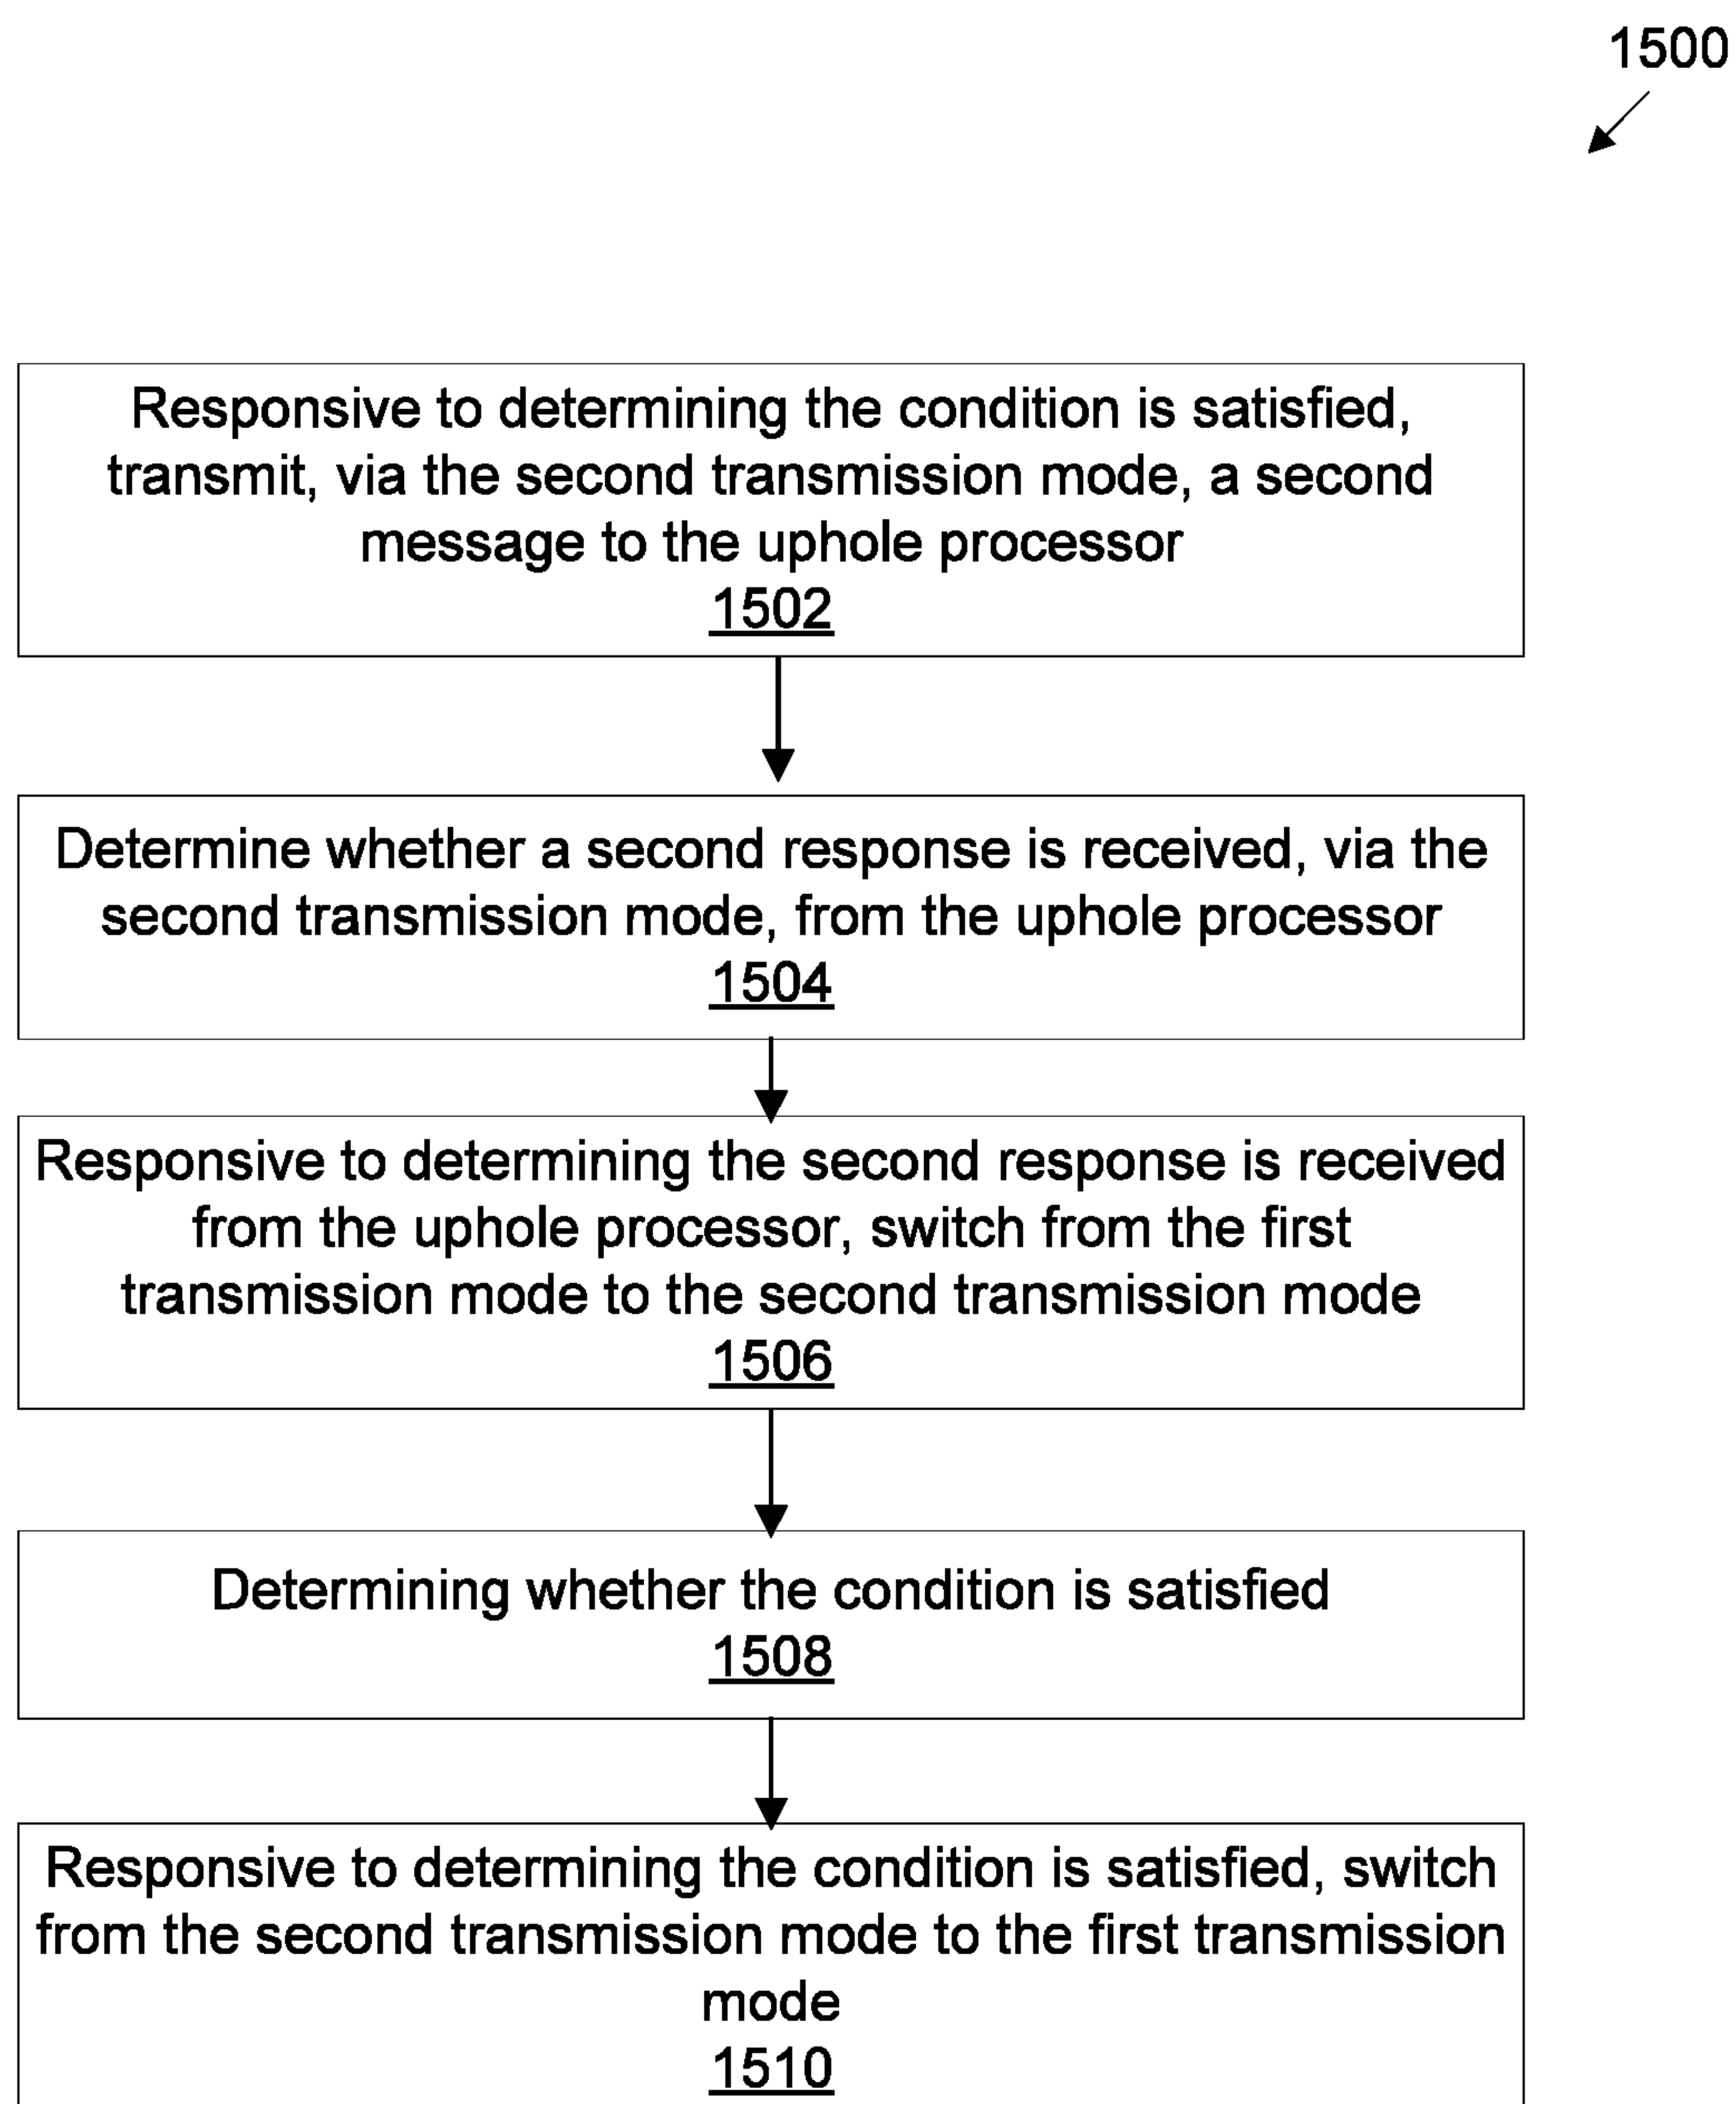 1500
Responsive to determining the condition is satisfied,
transmit, via the second transmission mode, a second
message to the uphole processor
1502
Determine whether a second response is received, via the
second transmission mode, from the uphole processor
1504
Responsive to determining the second response is received
from the uphole processor, switch from the first
transmission mode to the second transmission mode
1506
Determining whether the condition is satisfied
1508
Responsive to determining the condition is satisfied, switch
from the second transmission mode to the first transmission
mode
1510